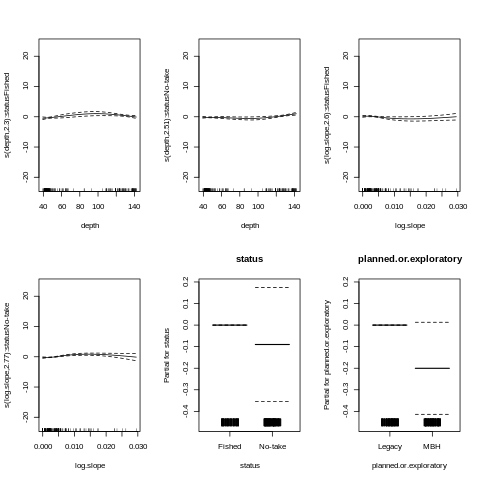 s(depth,2.3):statusFished
20
10
0
-10
-20
40 60 80 100 140
depth
s(depth,2.51):statusNo-take
20
10
0
-10
-20
40 60 80 100 140
depth
s(log.slope,2.6):statusFished
20
10
0
-10
-20
0.000 0.010 0.020 0.030
log.slope
s(log.slope,2.77):statusNo-take
20
10
0
-10
-20
0.000 0.010 0.020 0.030
log.slope
status
Partial for status
0.2
0.1
0.0
-0.1
-0.2
-0.3
-0.4
Fished No-take
status
planned.or.exploratory
Partial for planned.or.exploratory
0.2
0.1
0.0
-0.1
-0.2
-0.3
-0.4
Legacy MBH
planned.or.exploratory